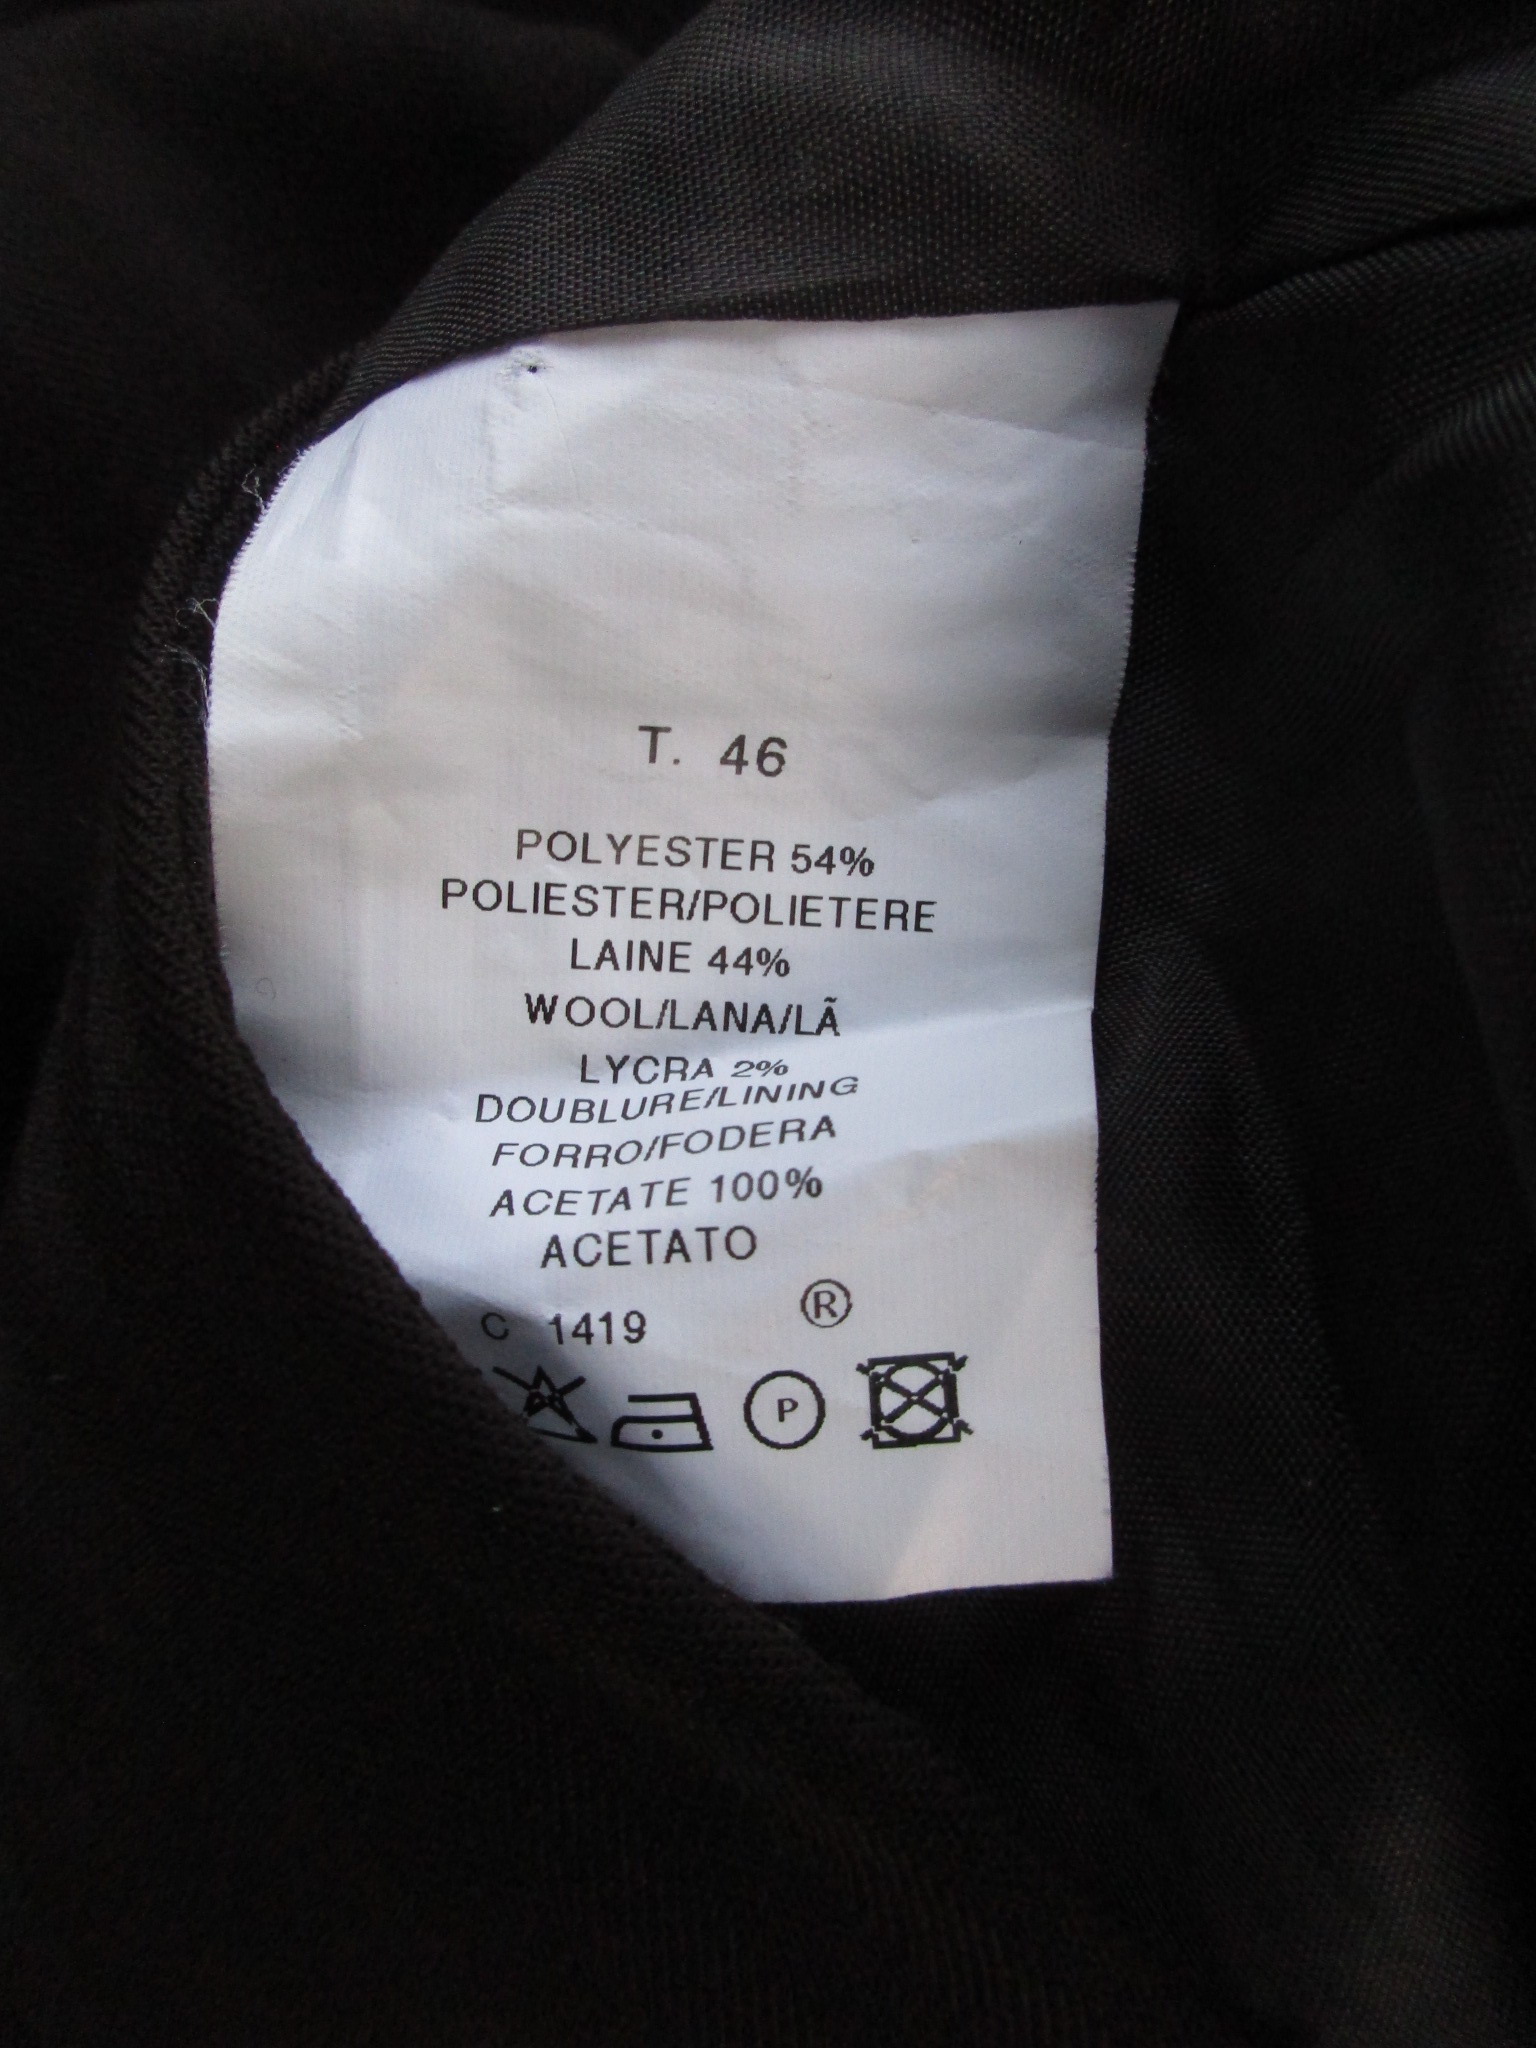 T. 46
POLYESTER 54%
POLIESTER/POLIETERE
LAINE 44%
WOOL/LANA/LÃ
LYCRA 2%
DOUBLURE/LINING
FORRO/FODERA
ACETATE 100%
ACETATO
C 1419 ®
P